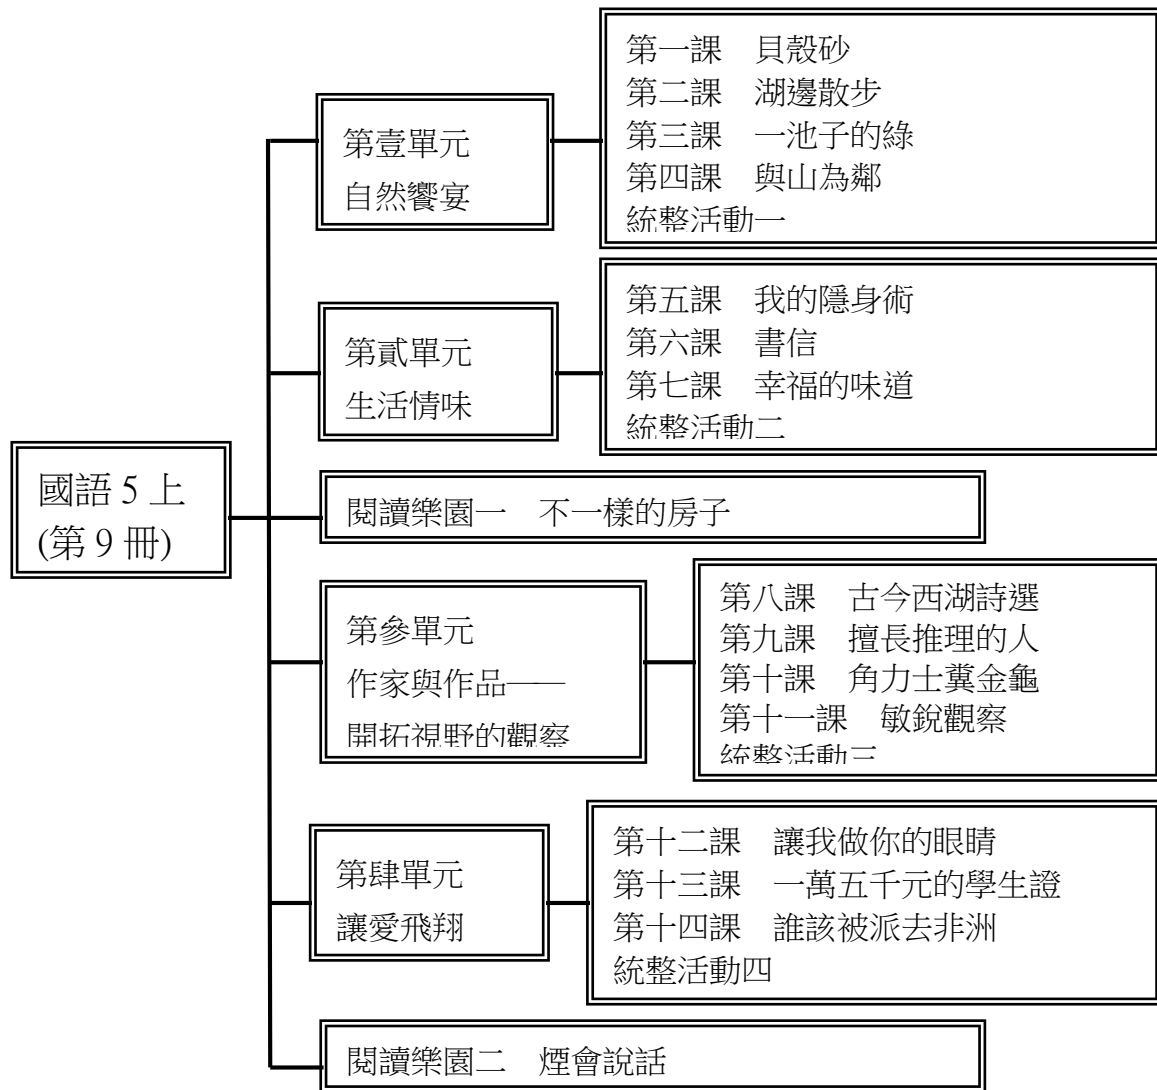 國語 5 上
(第 9 冊)
第壹單元
自然饗宴
第一課　貝殼砂
第二課　湖邊散步
第三課　一池子的綠
第四課　與山為鄰
統整活動一
第貳單元
生活情味
第五課　我的隱身術
第六課　書信
第七課　幸福的味道
統整活動二
閱讀樂園一　不一樣的房子
第參單元
作家與作品——
開拓視野的觀察
第八課　古今西湖詩選
第九課　擅長推理的人
第十課　角力士糞金龜
第十一課　敏銳觀察
統整活動三
第肆單元
讓愛飛翔
第十二課　讓我做你的眼睛
第十三課　一萬五千元的學生證
第十四課　誰該被派去非洲
統整活動四
閱讀樂園二　煙會說話